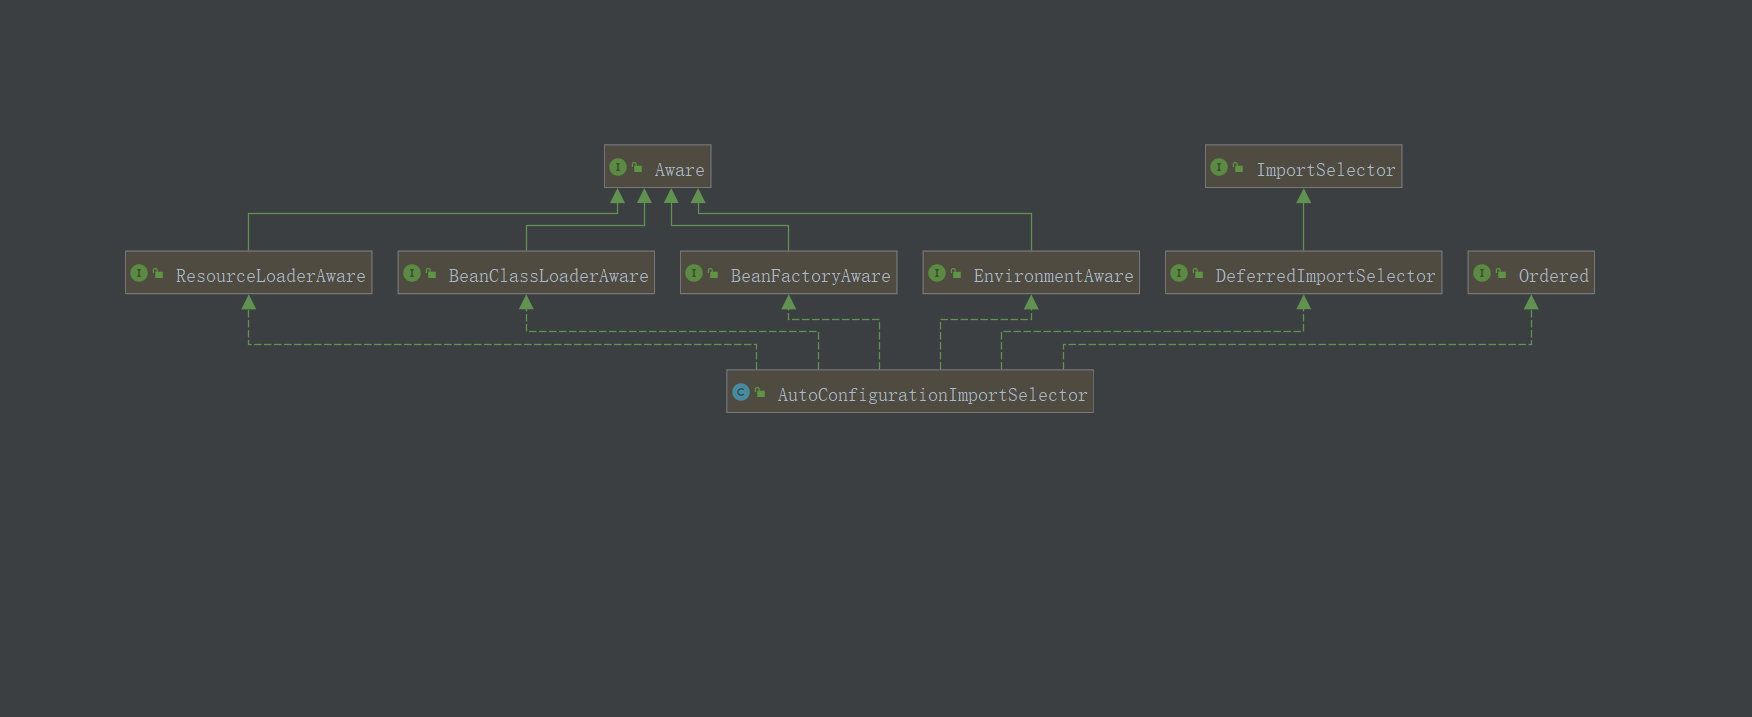 Aware
ImportSelector
ResourceLoaderAware
BeanClassLoaderAware
BeanFactoryAware
EnvironmentAware
DeferredImportSelector
Ordered
AutoConfigurationImportSelector